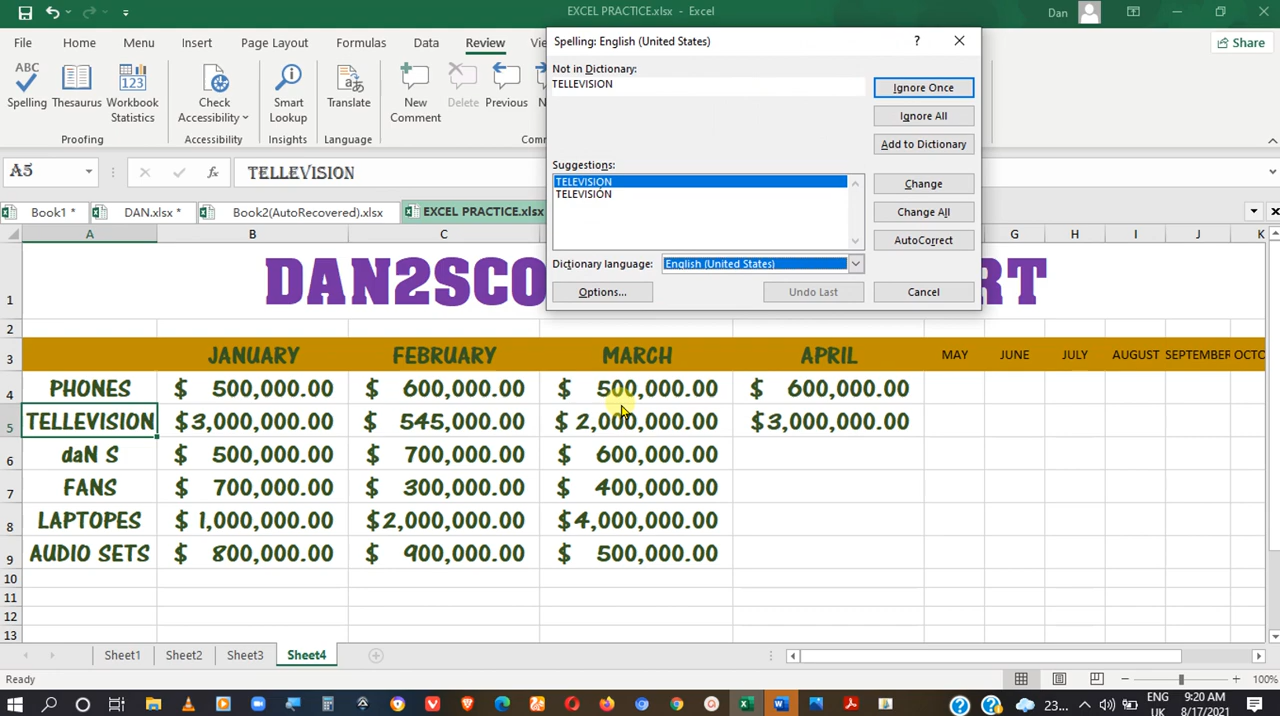 EXCEL PRACTICE.xlsx - Excel
Dan
File Home Menu Insert Page Layout Formulas Data Review
Share
ABC
Spelling
Thesaurus
123
Workbook Statistics
Proofing
Check Accessibility
Accessibility
Smart Lookup
Insights
Translate
Language
New Comment
Delete
Previous
Spelling: English (United States)
?
Not in Dictionary:
TELLEVISION
Ignore Once
Ignore All
Add to Dictionary
Suggestions:
TELEVISION
TELEVISION
Change
Change All
AutoCorrect
Dictionary language: English (United States)
Options...
Undo Last
Cancel
A5 fx TELLEVISION
Book1 * DAN.xlsx * Book2(AutoRecovered).xlsx EXCEL PRACTICE.xlsx
A B C G H I J K
1 DAN2SCO RT
2
3 JANUARY FEBRUARY MARCH APRIL MAY JUNE JULY AUGUST SEPTEMBER OCTO
4 PHONES $ 500,000.00 $ 600,000.00 $ 500,000.00 $ 600,000.00
5 TELLEVISION $3,000,000.00 $ 545,000.00 $ 2,000,000.00 $3,000,000.00
6 daN S $ 500,000.00 $ 700,000.00 $ 600,000.00
7 FANS $ 700,000.00 $ 300,000.00 $ 400,000.00
8 LAPTOPES $ 1,000,000.00 $2,000,000.00 $4,000,000.00
9 AUDIO SETS $ 800,000.00 $ 900,000.00 $ 500,000.00
10
11
12
13
Sheet1 Sheet2 Sheet3 Sheet4
Ready
100%
23...
ENG
UK
9:20 AM
8/17/2021